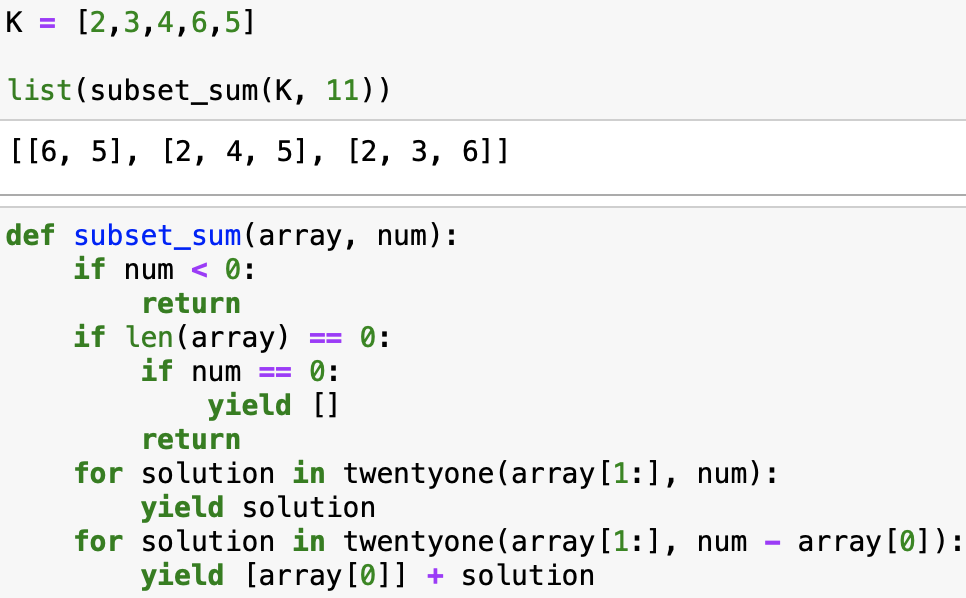 K = [2,3,4,6,5]
list(subset_sum(K, 11))
[[6, 5], [2, 4, 5], [2, 3, 6]]
def subset_sum(array, num):
    if num < 0:
        return
    if len(array) == 0:
        if num == 0:
            yield []
        return
    for solution in twentyone(array[1:], num):
        yield solution
    for solution in twentyone(array[1:], num - array[0]):
        yield [array[0]] + solution